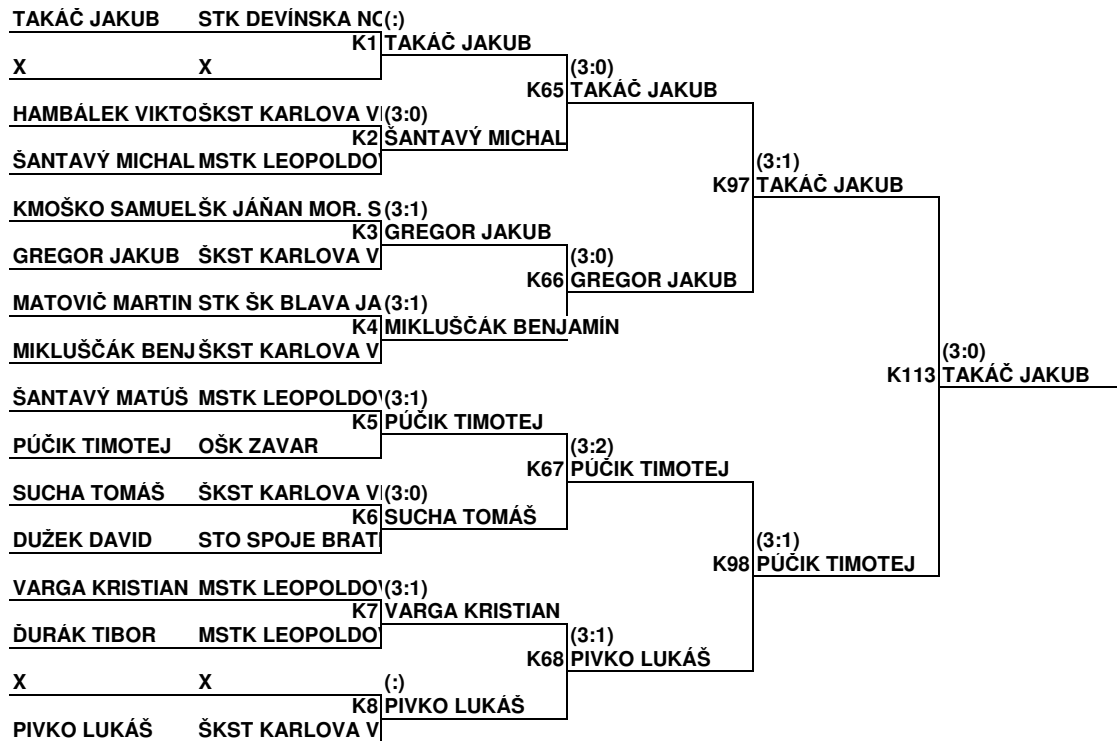 TAKÁČ JAKUB STK DEVÍNSKA NO (:)
K1 TAKÁČ JAKUB
X X (3:0)
K65 TAKÁČ JAKUB
HAMBÁLEK VIKTO ŠKST KARLOVA V (3:0)
K2 ŠANTAVÝ MICHAL
ŠANTAVÝ MICHAL MSTK LEOPOLDO (3:1)
K97 TAKÁČ JAKUB
KMOŠKO SAMUEL ŠK JÁŇAN MOR. S (3:1)
K3 GREGOR JAKUB
GREGOR JAKUB ŠKST KARLOVA V (3:0)
K66 GREGOR JAKUB
MATOVIČ MARTIN STK ŠK BLAVA JA (3:1)
K4 MIKLUŠČÁK BENJAMÍN
MIKLUŠČÁK BENJ ŠKST KARLOVA V (3:0)
K113 TAKÁČ JAKUB
ŠANTAVÝ MATÚŠ MSTK LEOPOLDO (3:1)
K5 PÚČIK TIMOTEJ
PÚČIK TIMOTEJ OŠK ZAVAR (3:2)
K67 PÚČIK TIMOTEJ
SUCHA TOMÁŠ ŠKST KARLOVA V (3:0)
K6 SUCHA TOMÁŠ
DUŽEK DAVID STO SPOJE BRAT (3:1)
K98 PÚČIK TIMOTEJ
VARGA KRISTIAN MSTK LEOPOLDO (3:1)
K7 VARGA KRISTIAN
ĎURÁK TIBOR MSTK LEOPOLDO (3:1)
K68 PIVKO LUKÁŠ
X X (:)
K8 PIVKO LUKÁŠ
PIVKO LUKÁŠ ŠKST KARLOVA V